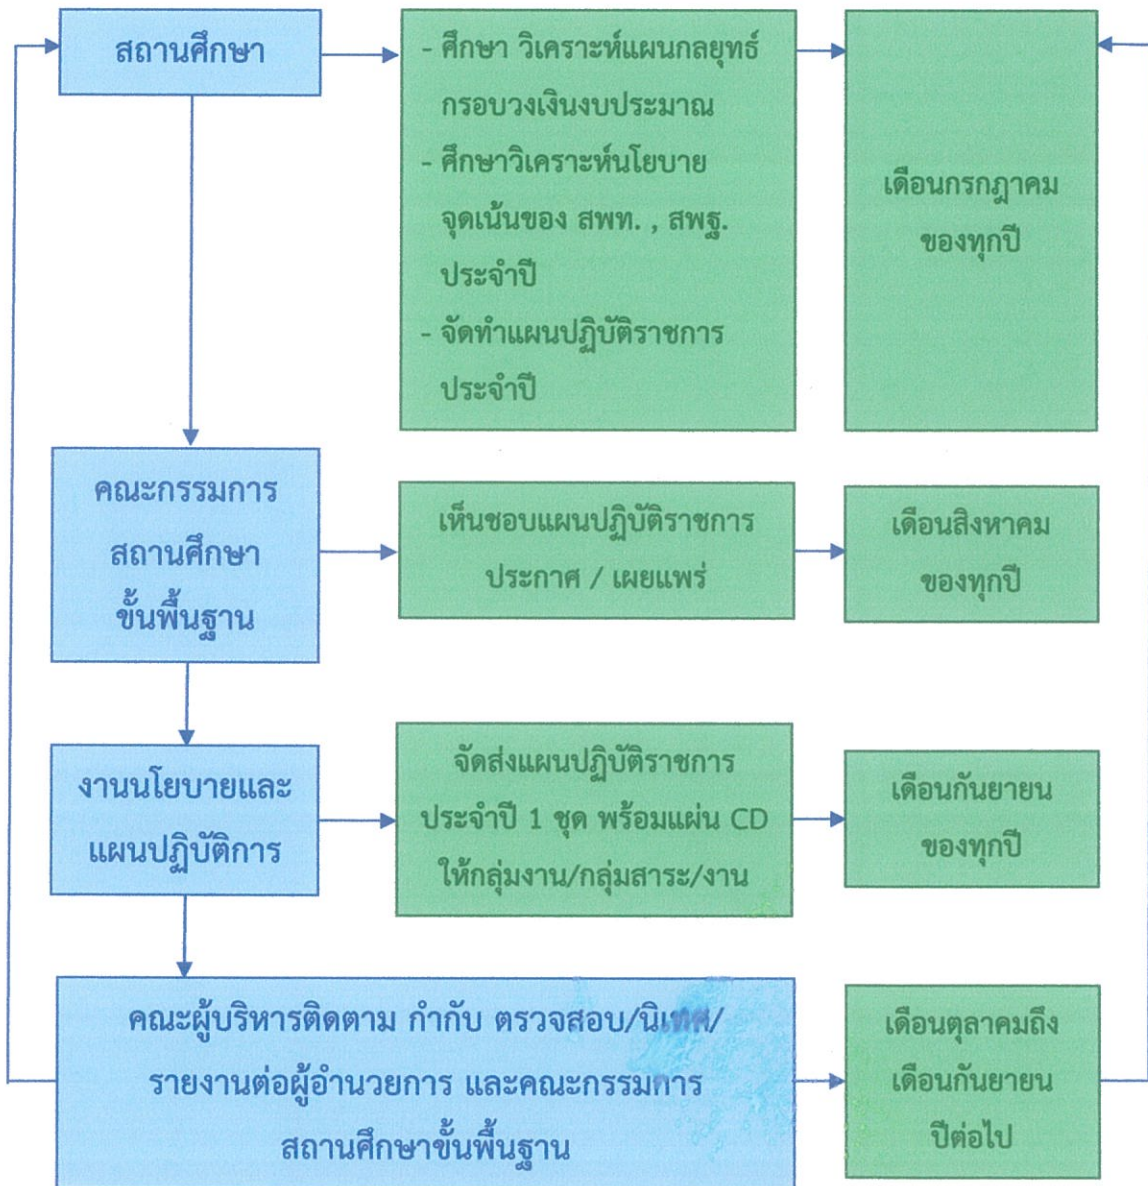 สถานศึกษา
- ศึกษา วิเคราะห์แผนกลยุทธ์
กรอบวงเงินงบประมาณ
- ศึกษาวิเคราะห์นโยบาย
จุดเน้นของ สพท. , สพฐ.
ประจำปี
- จัดทำแผนปฏิบัติราชการ
ประจำปี
เดือนกรกฎาคม
ของทุกปี
คณะกรรมการ
สถานศึกษา
ขั้นพื้นฐาน
เห็นชอบแผนปฏิบัติราชการ
ประกาศ / เผยแพร่
เดือนสิงหาคม
ของทุกปี
งานนโยบายและ
แผนปฏิบัติการ
จัดส่งแผนปฏิบัติราชการ
ประจำปี 1 ชุด พร้อมแผ่น CD
ให้กลุ่มงาน/กลุ่มสาระ/งาน
เดือนกันยายน
ของทุกปี
คณะผู้บริหารติดตาม กำกับ ตรวจสอบ/นิเทศ/
รายงานต่อผู้อำนวยการ และคณะกรรมการ
สถานศึกษาขั้นพื้นฐาน
เดือนตุลาคมถึง
เดือนกันยายน
ปีต่อไป